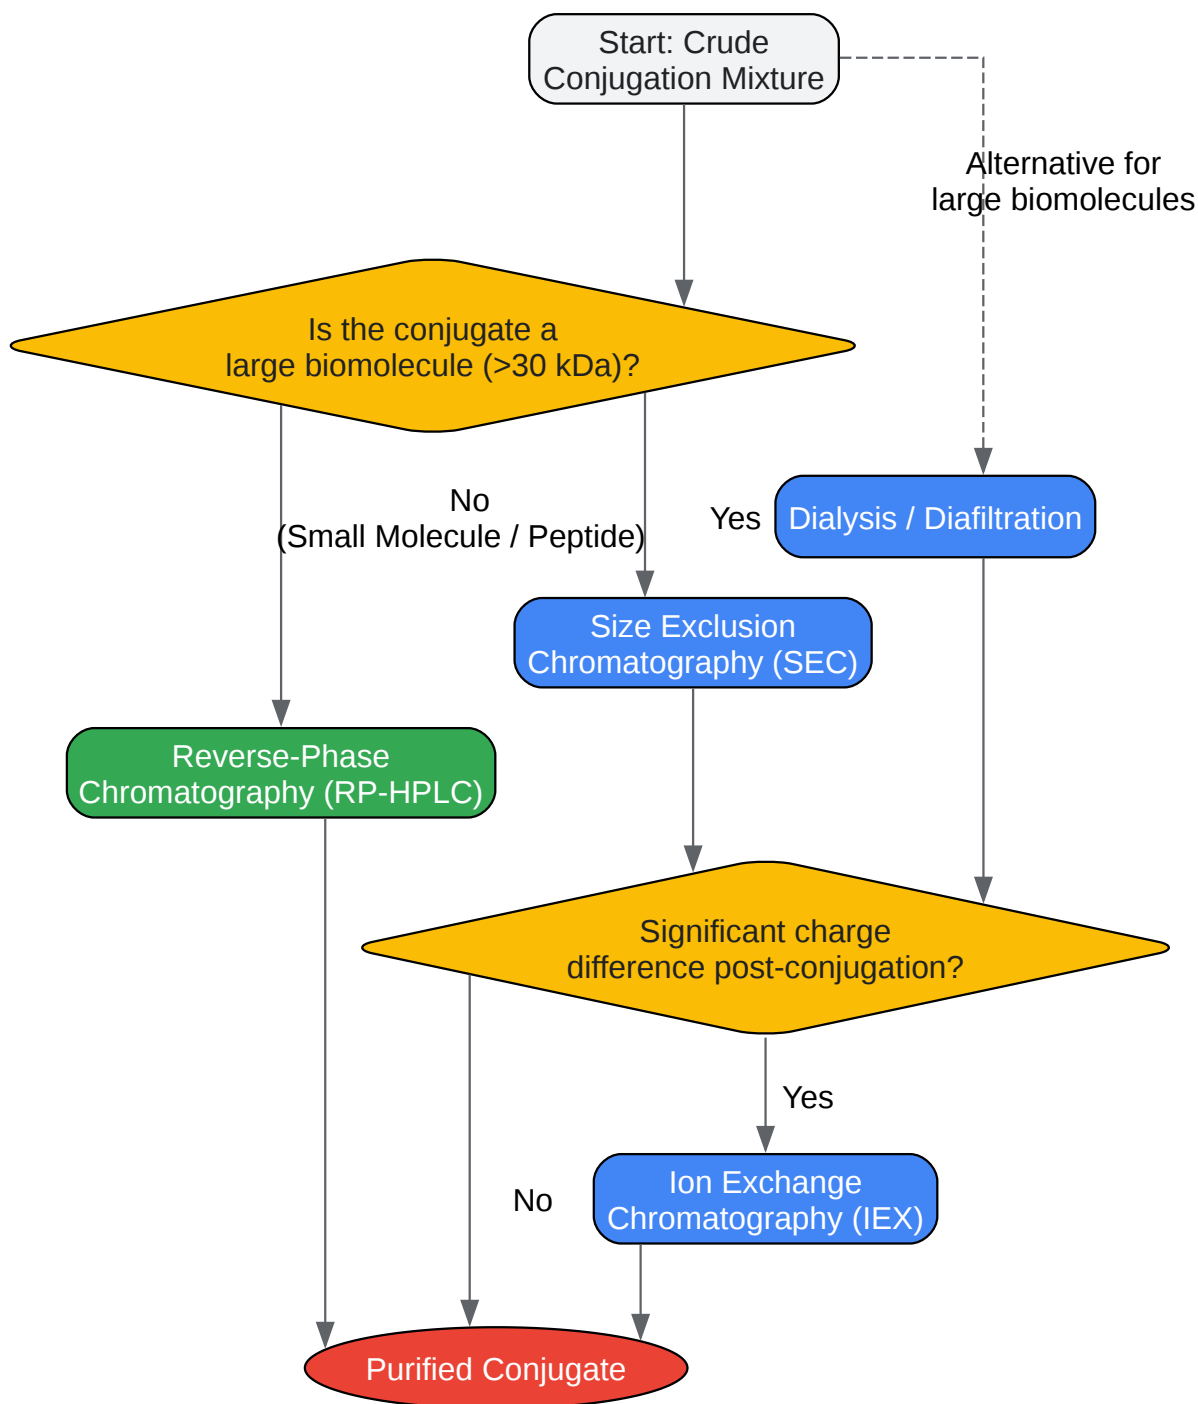 Start: Crude
Conjugation Mixture
Alternative for
large biomolecules
Is the conjugate a
large biomolecule (>30 kDa)?
No
(Small Molecule / Peptide)
Yes
Dialysis / Diafiltration
Size Exclusion
Chromatography (SEC)
Reverse-Phase
Chromatography (RP-HPLC)
Significant charge
difference post-conjugation?
Yes
No
Ion Exchange
Chromatography (IEX)
Purified Conjugate